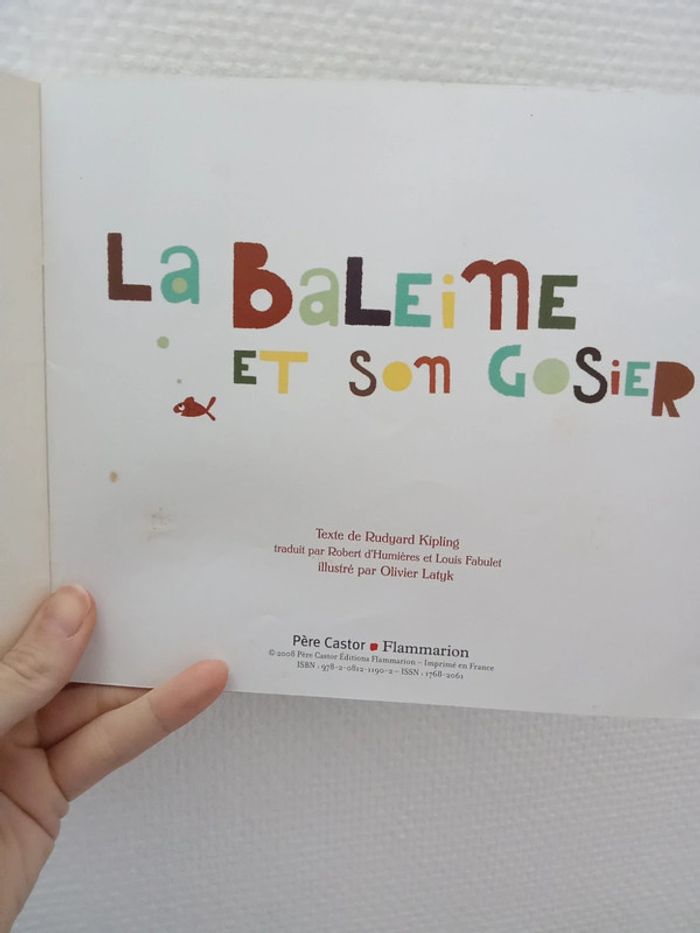 La Baleine
et son gosier
Texte de Rudyard Kipling
traduit par Robert d'Humières et Louis Fabulet
illustré par Olivier Latyk
Père Castor Flammarion
© 2008 Père Castor Éditions Flammarion – Imprimé en France
ISBN : 978-2-0812-1190-2 – ISSN : 1768-2061